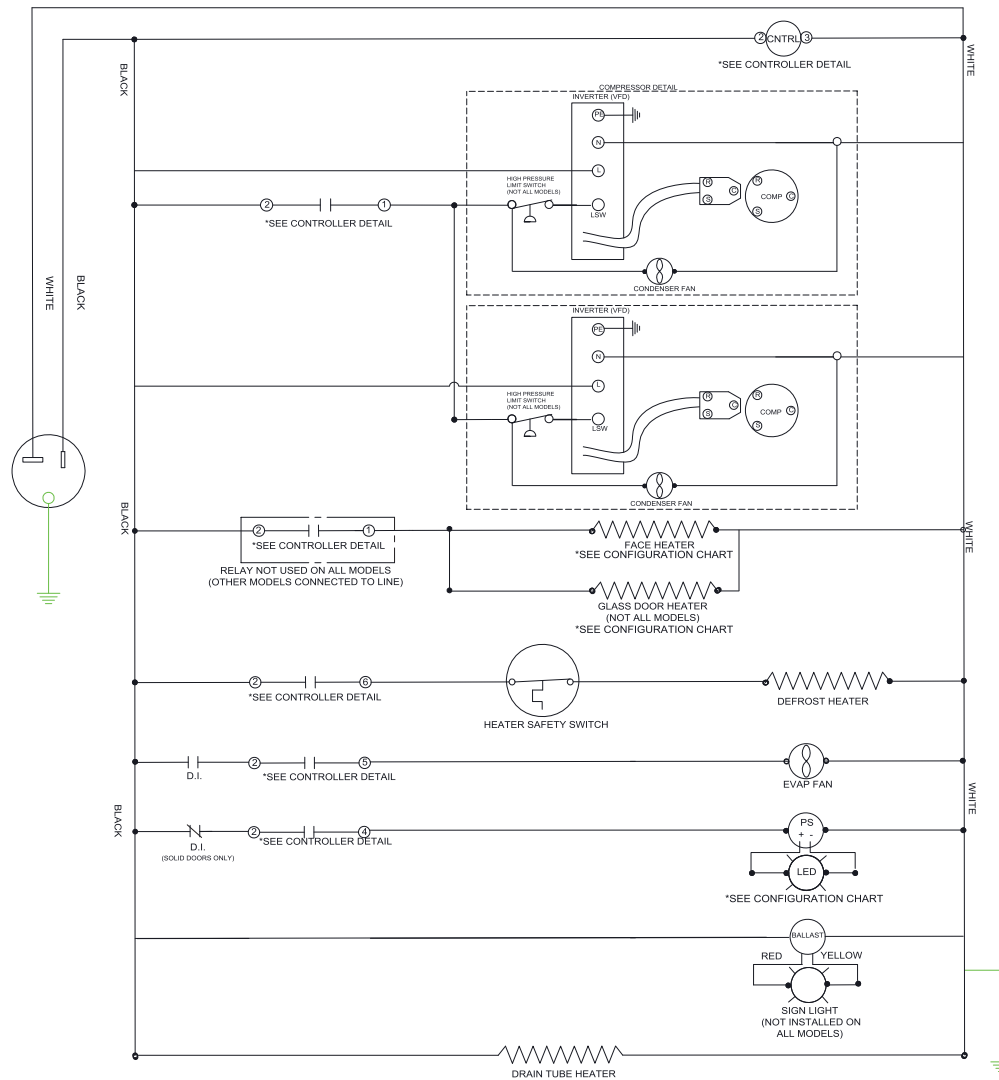 2 CNTRL 3
*SEE CONTROLLER DETAIL
BLACK
WHITE
COMPRESSOR DETAIL
INVERTER (VFD)
PE
N
L
HIGH PRESSURE
LIMIT SWITCH
(NOT ALL MODELS)
LSW
R
C
S
R
COMP C
S
2 1
*SEE CONTROLLER DETAIL
CONDENSER FAN
WHITE
BLACK
INVERTER (VFD)
PE
N
L
HIGH PRESSURE
LIMIT SWITCH
(NOT ALL MODELS)
LSW
R
C
S
R
COMP C
S
CONDENSER FAN
BLACK
WHITE
2 1
*SEE CONTROLLER DETAIL
RELAY NOT USED ON ALL MODELS
(OTHER MODELS CONNECTED TO LINE)
FACE HEATER
*SEE CONFIGURATION CHART
GLASS DOOR HEATER
(NOT ALL MODELS)
*SEE CONFIGURATION CHART
2 6
*SEE CONTROLLER DETAIL
HEATER SAFETY SWITCH
DEFROST HEATER
D.I.
2 5
*SEE CONTROLLER DETAIL
EVAP FAN
BLACK
WHITE
D.I.
(SOLID DOORS ONLY)
2 4
*SEE CONTROLLER DETAIL
PS
+ -
LED
*SEE CONFIGURATION CHART
BALLAST
RED YELLOW
SIGN LIGHT
(NOT INSTALLED ON
ALL MODELS)
DRAIN TUBE HEATER